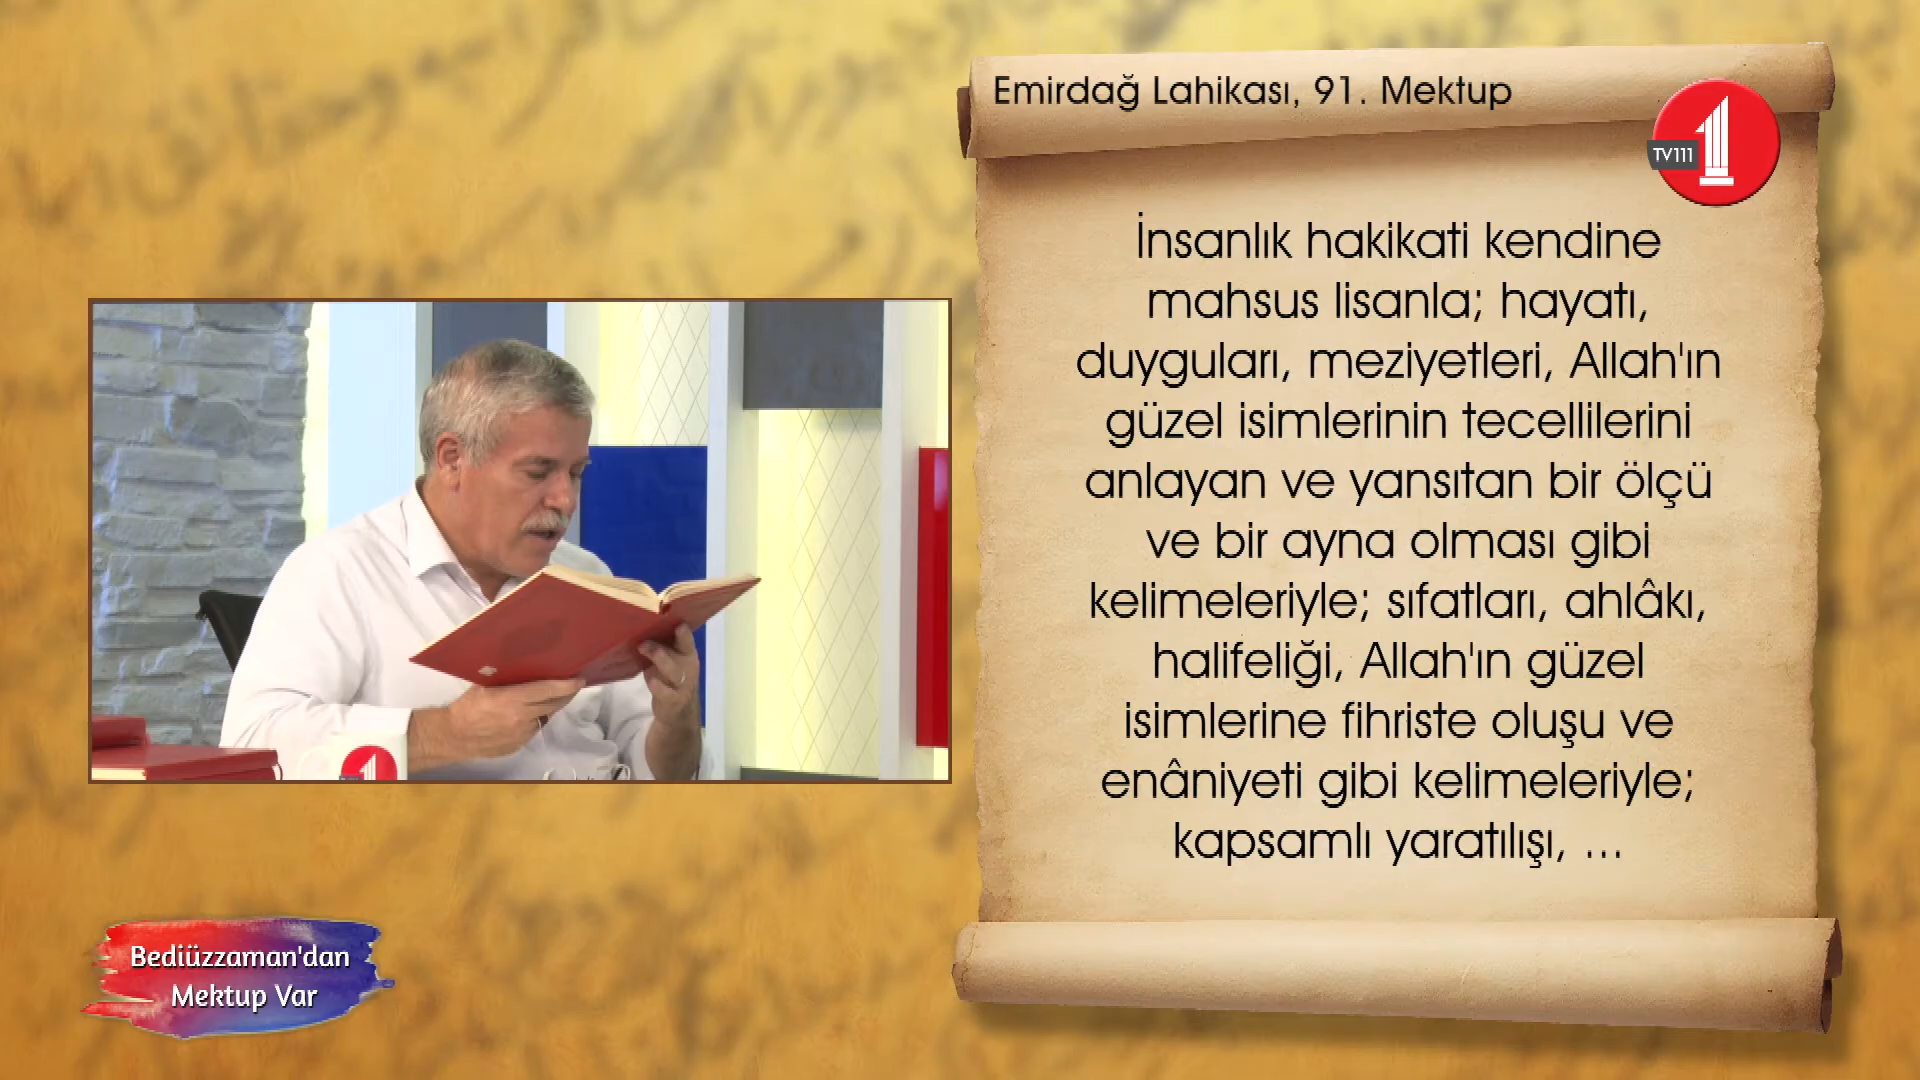 Emirdağ Lahikası, 91. Mektup
TV111
İnsanlık hakikati kendine
mahsus lisanla; hayatı,
duyguları, meziyetleri, Allah'ın
güzel isimlerinin tecellilerini
anlayan ve yansıtan bir ölçü
ve bir ayna olması gibi
kelimeleriyle; sıfatları, ahlâkı,
halifeliği, Allah'ın güzel
isimlerine fihriste oluşu ve
enâniyeti gibi kelimeleriyle;
kapsamlı yaratılışı, ...
Bediüzzaman'dan
Mektup Var